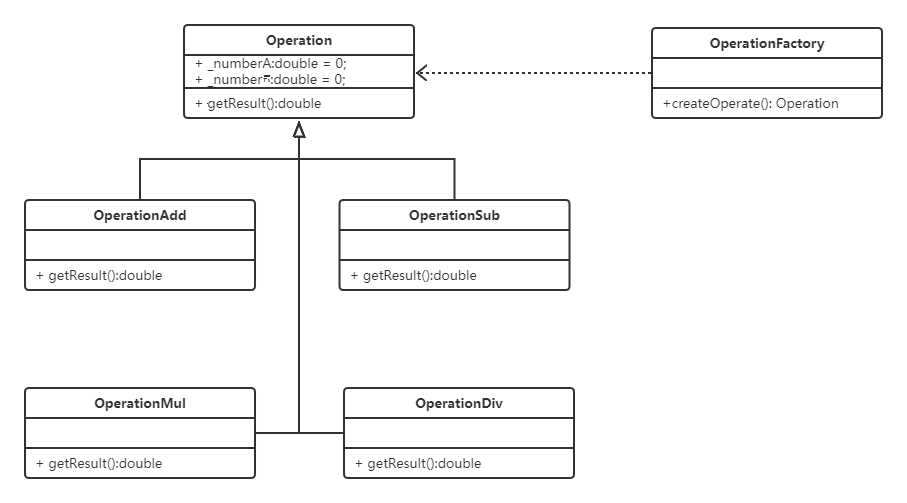 Operation
+ _numberA:double = 0;
+ _numberB:double = 0;
+ getResult():double
OperationFactory
+createOperate(): Operation
OperationAdd
+ getResult():double
OperationSub
+ getResult():double
OperationMul
+ getResult():double
OperationDiv
+ getResult():double